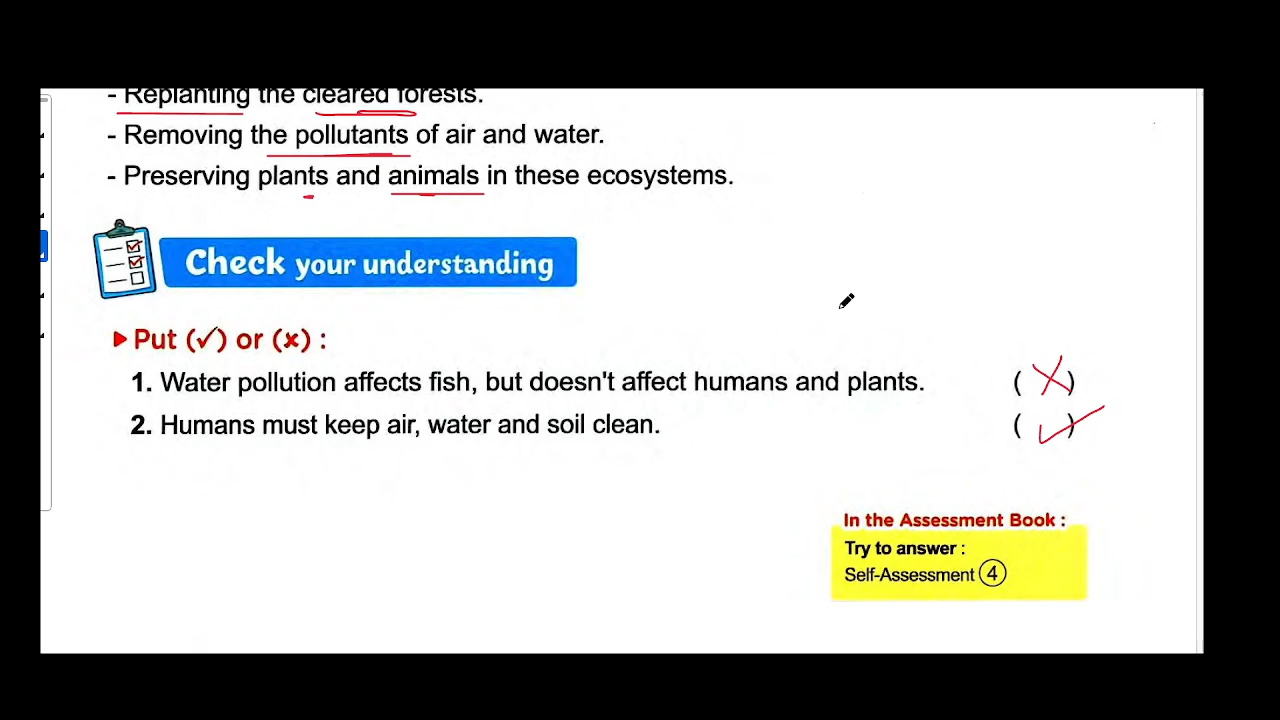 - Replanting the cleared forests.
- Removing the pollutants of air and water.
- Preserving plants and animals in these ecosystems.
Check your understanding
Put (✓) or (x) :
1. Water pollution affects fish, but doesn't affect humans and plants. ( X )
2. Humans must keep air, water and soil clean. ( ✓ )
In the Assessment Book :
Try to answer :
Self-Assessment 4